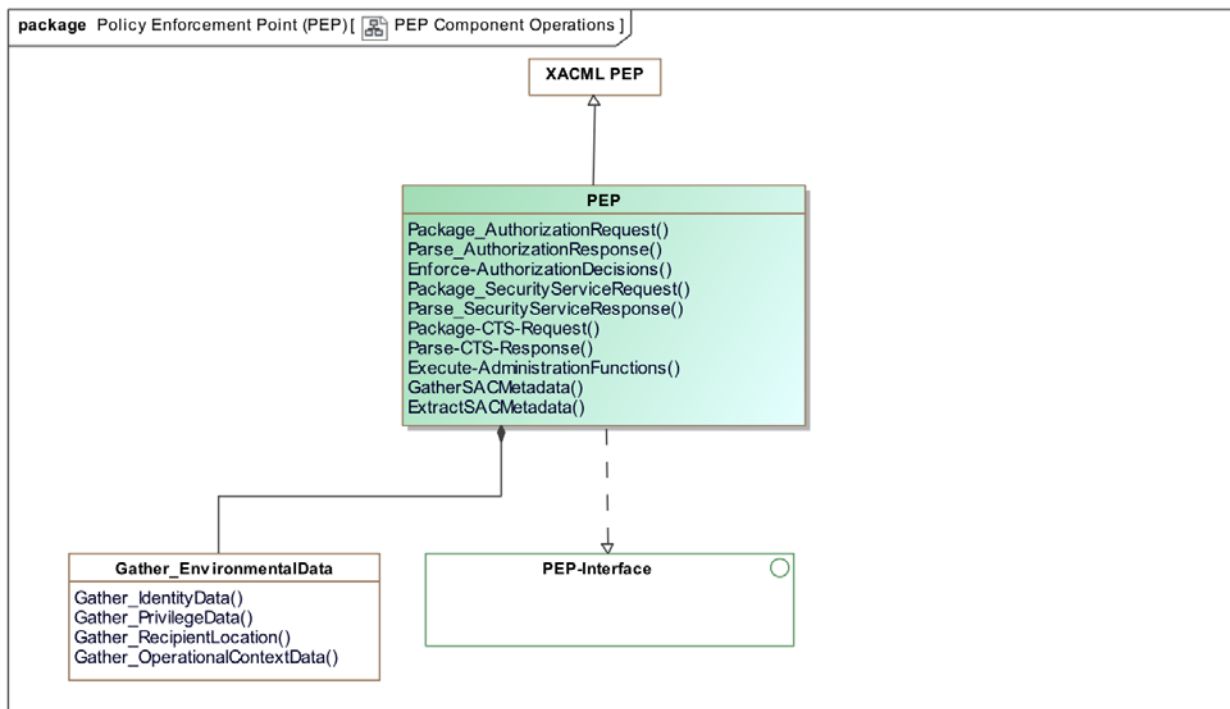 package Policy Enforcement Point (PEP) [ PEP Component Operations ]
XACML PEP
PEP
Package_AuthorizationRequest()
Parse_AuthorizationResponse()
Enforce-AuthorizationDecisions()
Package_SecurityServiceRequest()
Parse_SecurityServiceResponse()
Package-CTS-Request()
Parse-CTS-Response()
Execute-AdministrationFunctions()
GatherSACMetadata()
ExtractSACMetadata()
Gather_EnvironmentalData
Gather_IdentityData()
Gather_PrivilegeData()
Gather_RecipientLocation()
Gather_OperationalContextData()
PEP-Interface